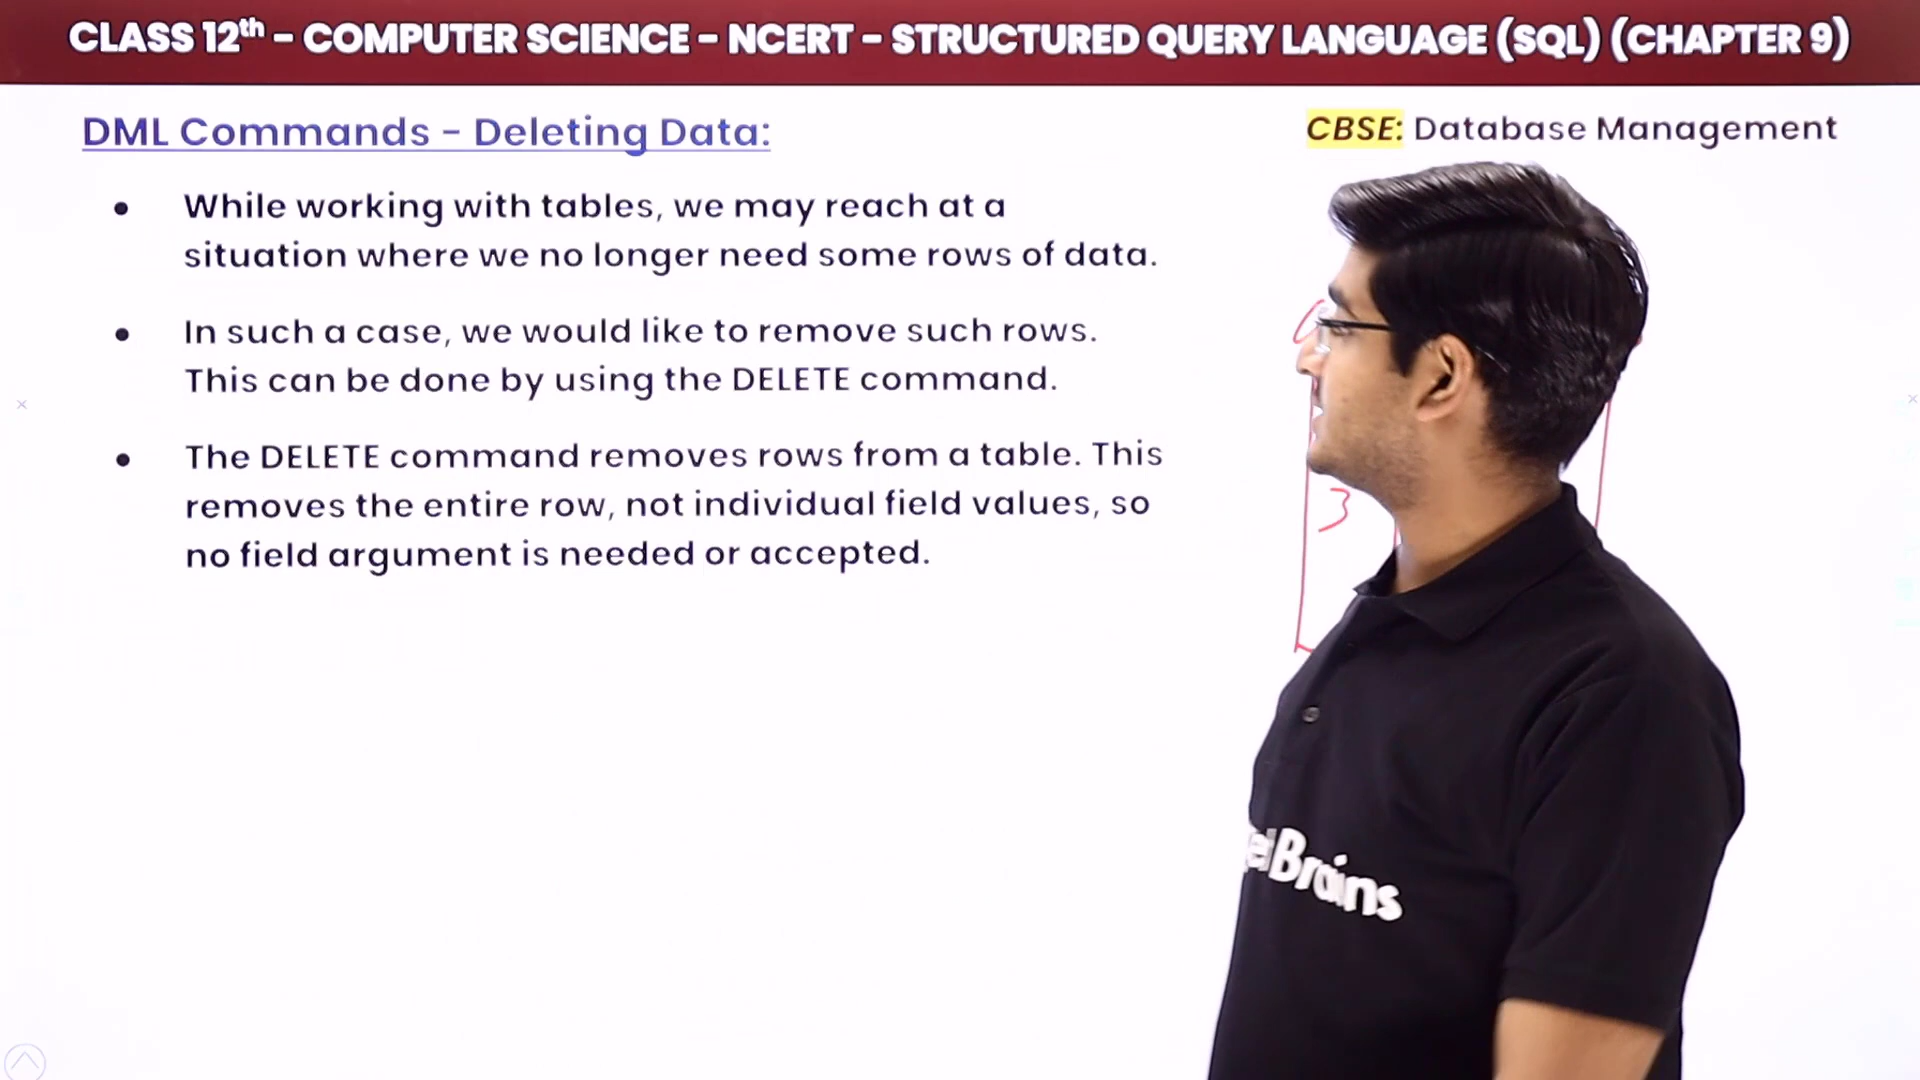 CLASS 12th - COMPUTER SCIENCE - NCERT - STRUCTURED QUERY LANGUAGE (SQL) (CHAPTER 9)
DML Commands - Deleting Data:
CBSE: Database Management
• While working with tables, we may reach at a
situation where we no longer need some rows of data.
• In such a case, we would like to remove such rows.
This can be done by using the DELETE command.
• The DELETE command removes rows from a table. This
removes the entire row, not individual field values, so
no field argument is needed or accepted.
3
Brains